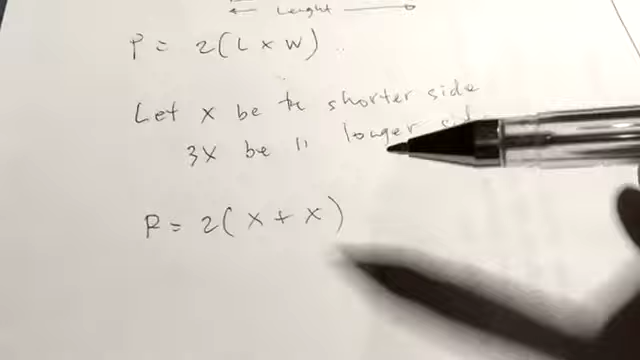 Lenght
P = 2(L x W)
Let x be the shorter side
3X be " longer
P = 2(x + x)